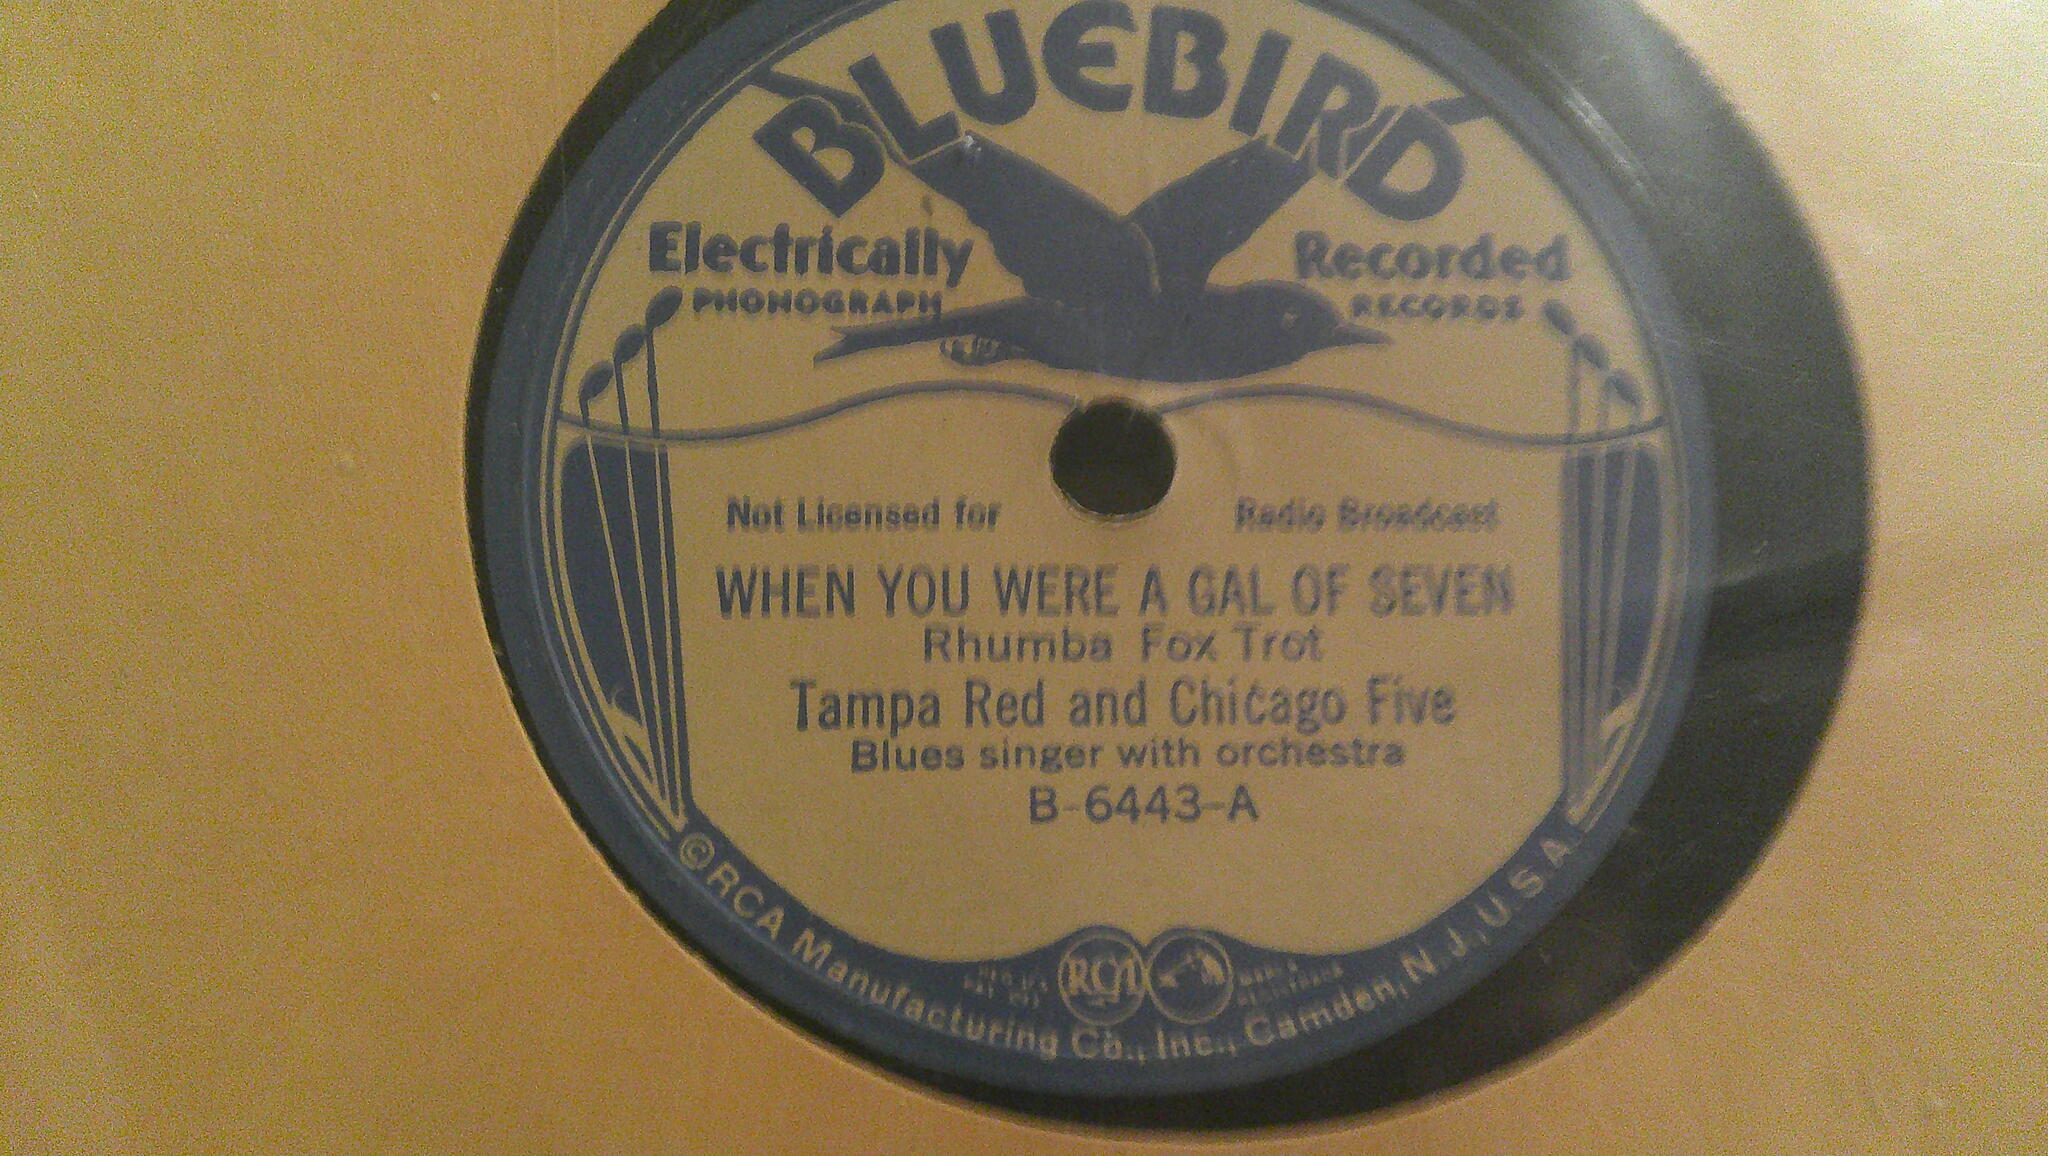 BLUEBIRD
Electrically Recorded
PHONOGRAPH RECORDS
Not Licensed for Radio Broadcast
WHEN YOU WERE A GAL OF SEVEN
Rhumba Fox Trot
Tampa Red and Chicago Five
Blues singer with orchestra
B-6443-A
RCA
©RCA Manufacturing Co., Inc., Camden, N.J., U.S.A.